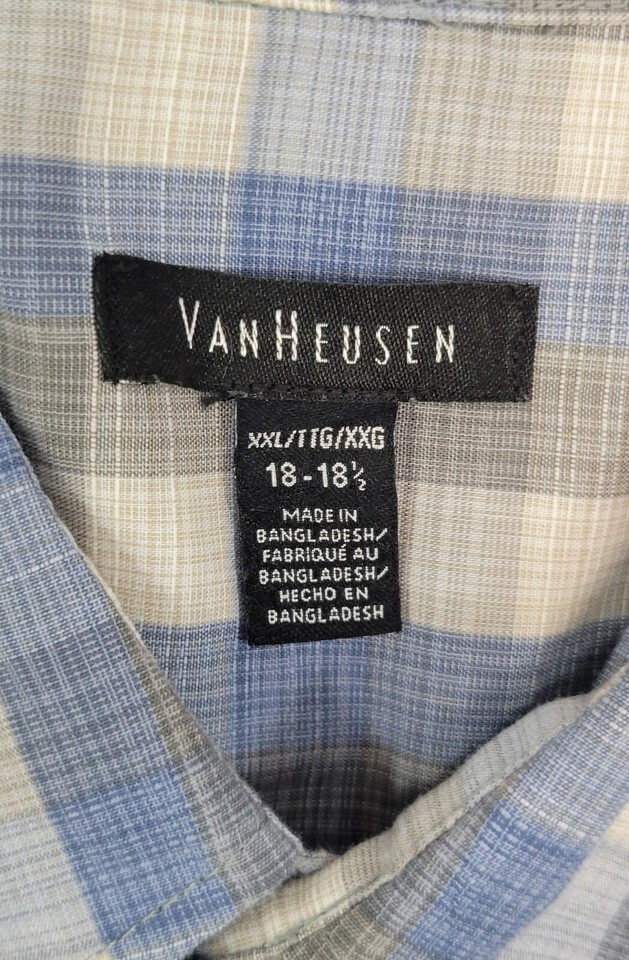 VANHEUSEN
XXL/TTG/XXG
18-18½
MADE IN
BANGLADESH/
FABRIQUÉ AU
BANGLADESH/
HECHO EN
BANGLADESH